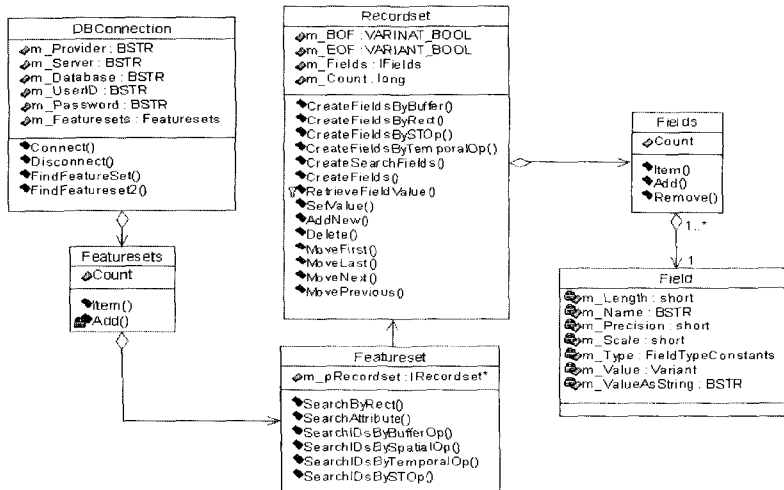 DBConnection
m_Provider : BSTR
m_Server : BSTR
m_Database : BSTR
m_UserID : BSTR
m_Password : BSTR
m_Featuresets : Featuresets
Connect()
Disconnect()
FindFeatureSet()
FindFeatureset2()
Featuresets
Count
Item()
Add()
Recordset
m_BOF : VARINAT_BOOL
m_EOF : VARIANT_BOOL
m_Fields : IFields
m_Count : long
CreateFieldsByBuffer()
CreateFieldsByRect()
CreateFieldsBySTOp()
CreateFieldsByTemporalOp()
CreateSearchFields()
CreateFields()
RetrieveFieldValue()
SetValue()
AddNew()
Delete()
MoveFirst()
MoveLast()
MoveNext()
MovePrevious()
Featureset
m_pRecordset : IRecordset*
SearchByRect()
SearchAttribute()
SearchIDsByBufferOp()
SearchIDsBySpatialOp()
SearchIDsByTemporalOp()
SearchIDsBySTOp()
Fields
Count
Item()
Add()
Remove()
1..*
1
Field
m_Length : short
m_Name : BSTR
m_Precision : short
m_Scale : short
m_Type : FieldTypeConstants
m_Value : Variant
m_ValueAsString : BSTR